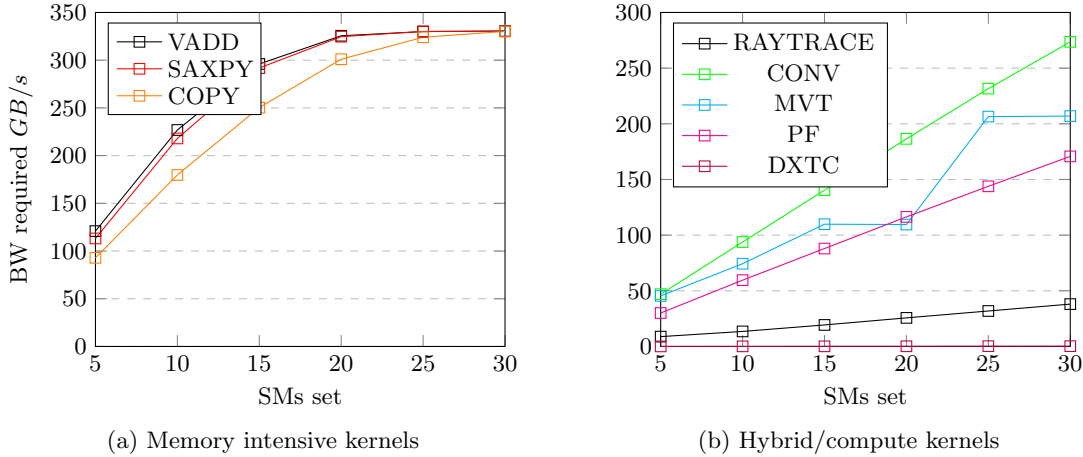 BW required GB/s
350
300
250
200
150
100
50
0
5 10 15 20 25 30
SMs set
VADD
SAXPY
COPY
(a) Memory intensive kernels
300
250
200
150
100
50
0
5 10 15 20 25 30
SMs set
RAYTRACE
CONV
MVT
PF
DXTC
(b) Hybrid/compute kernels